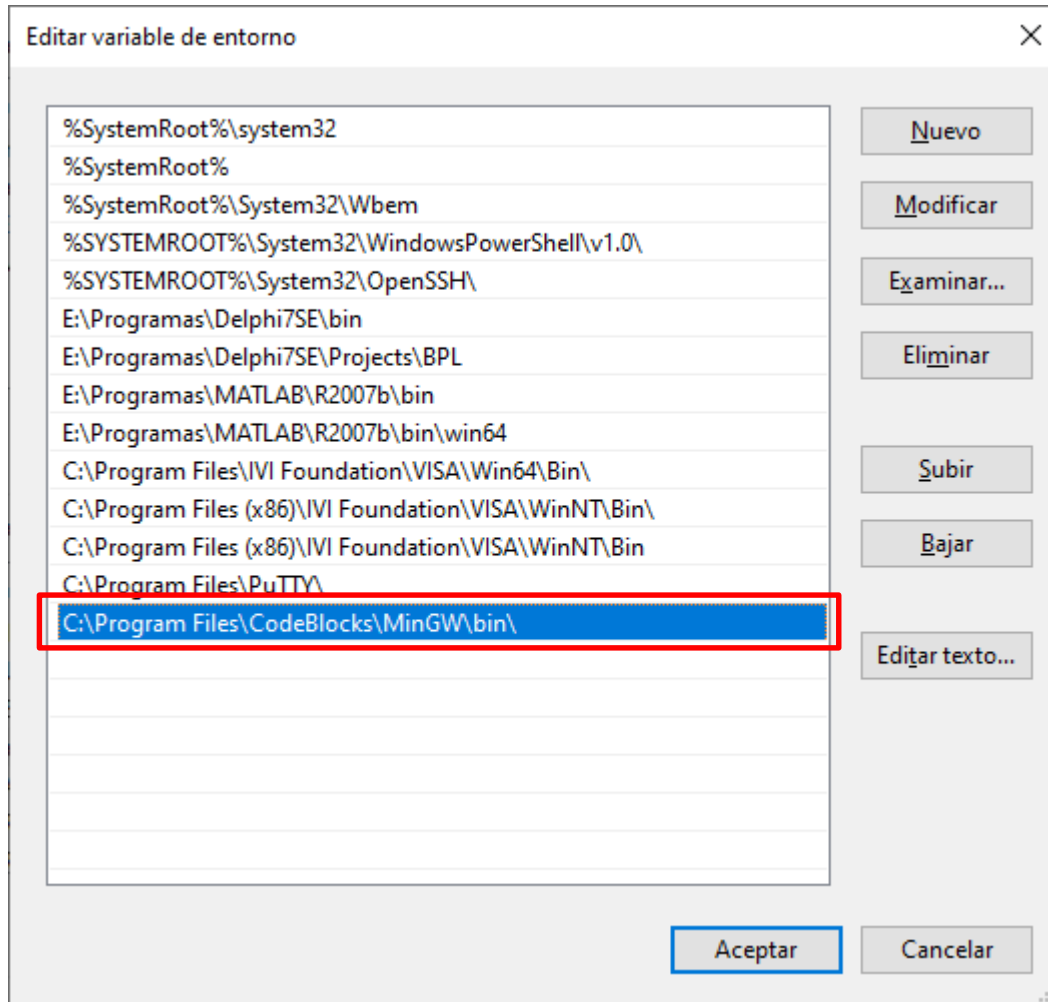 Editar variable de entorno
%SystemRoot%\system32
%SystemRoot%
%SystemRoot%\System32\Wbem
%SYSTEMROOT%\System32\WindowsPowerShell\v1.0\
%SYSTEMROOT%\System32\OpenSSH\
E:\Programas\Delphi7SE\bin
E:\Programas\Delphi7SE\Projects\BPL
E:\Programas\MATLAB\R2007b\bin
E:\Programas\MATLAB\R2007b\bin\win64
C:\Program Files\IVI Foundation\VISA\Win64\Bin\
C:\Program Files (x86)\IVI Foundation\VISA\WinNT\Bin\
C:\Program Files (x86)\IVI Foundation\VISA\WinNT\Bin
C:\Program Files\PuTTY\
C:\Program Files\CodeBlocks\MinGW\bin\
Nuevo
Modificar
Examinar...
Eliminar
Subir
Bajar
Editar texto...
Aceptar
Cancelar